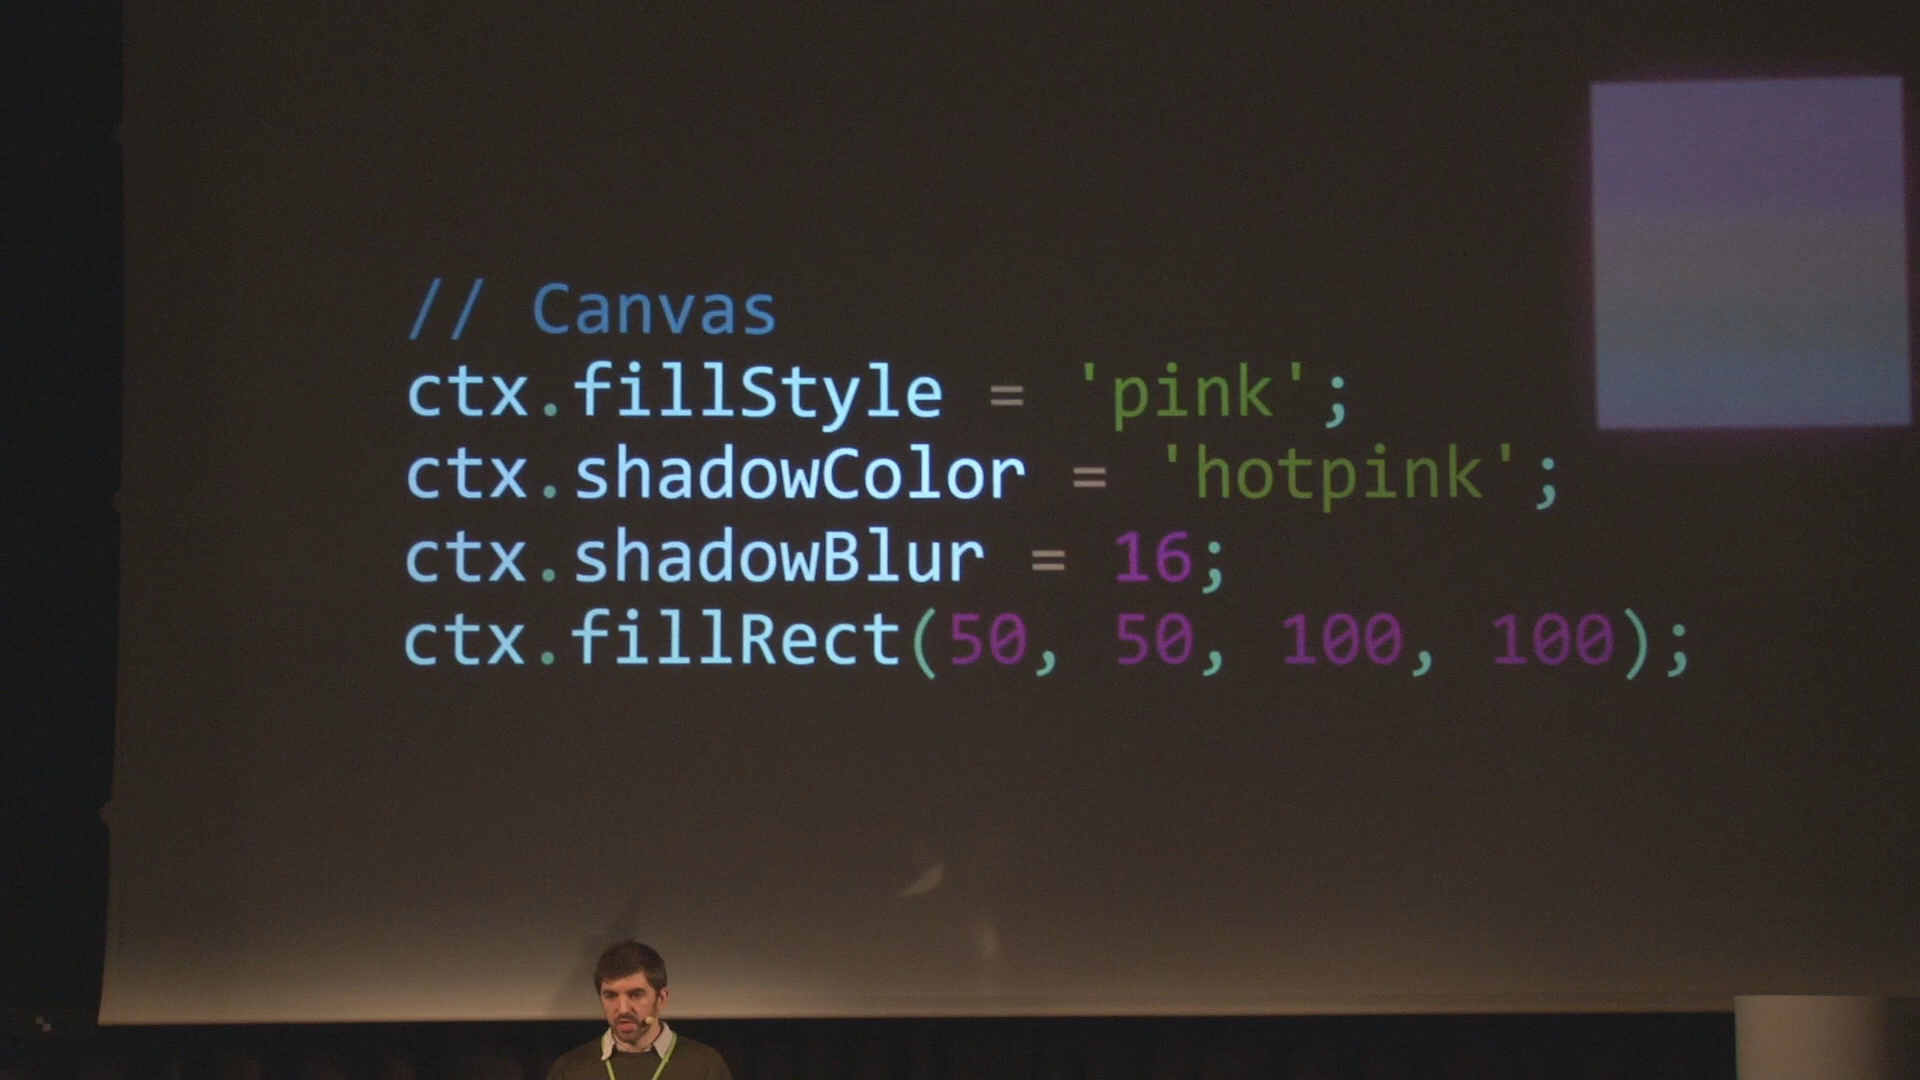 // Canvas
ctx.fillStyle = 'pink';
ctx.shadowColor = 'hotpink';
ctx.shadowBlur = 16;
ctx.fillRect(50, 50, 100, 100);